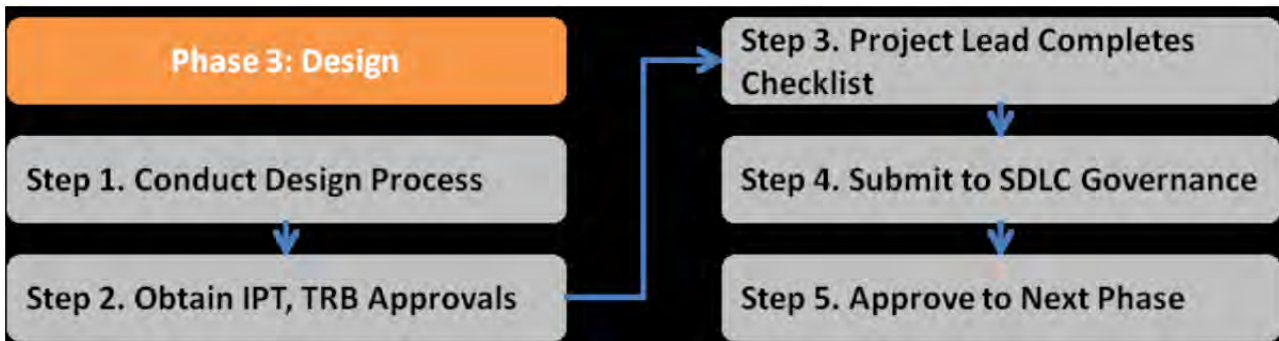 Phase 3: Design
Step 1. Conduct Design Process
Step 2. Obtain IPT, TRB Approvals
Step 3. Project Lead Completes
Checklist
Step 4. Submit to SDLC Governance
Step 5. Approve to Next Phase